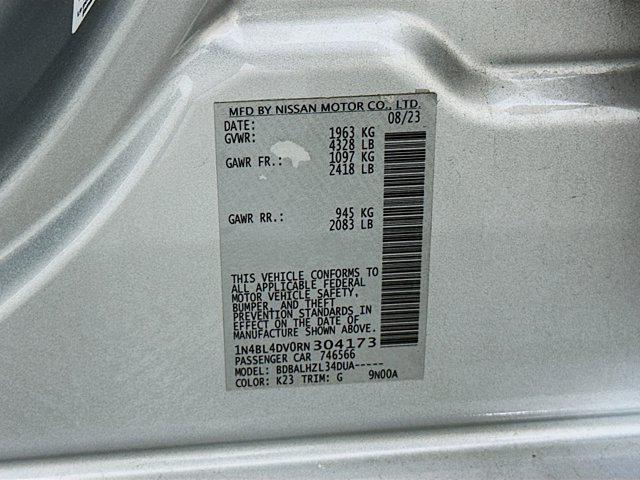 MFD BY NISSAN MOTOR CO., LTD.
DATE: 08/23
GVWR: 1963 KG
4328 LB
GAWR FR.: 1097 KG
2418 LB
GAWR RR.: 945 KG
2083 LB
THIS VEHICLE CONFORMS TO
ALL APPLICABLE FEDERAL
MOTOR VEHICLE SAFETY,
BUMPER, AND THEFT
PREVENTION STANDARDS IN
EFFECT ON THE DATE OF
MANUFACTURE SHOWN ABOVE.
1N4BL4DV0RN304173
PASSENGER CAR 746566
MODEL: BDBALHZL34DUA-----
COLOR: K23 TRIM: G 9N00A